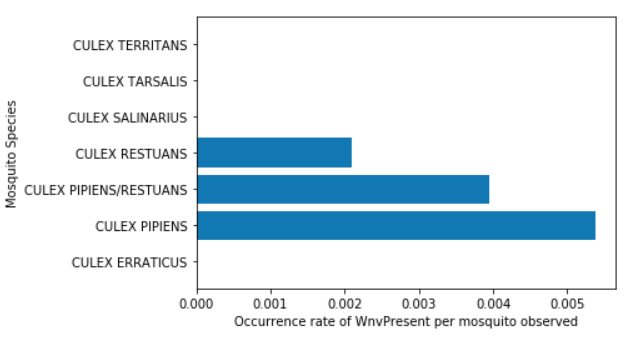 Mosquito Species
CULEX TERRITANS
CULEX TARSALIS
CULEX SALINARIUS
CULEX RESTUANS
CULEX PIPIENS/RESTUANS
CULEX PIPIENS
CULEX ERRATICUS
0.000 0.001 0.002 0.003 0.004 0.005
Occurrence rate of WnvPresent per mosquito observed